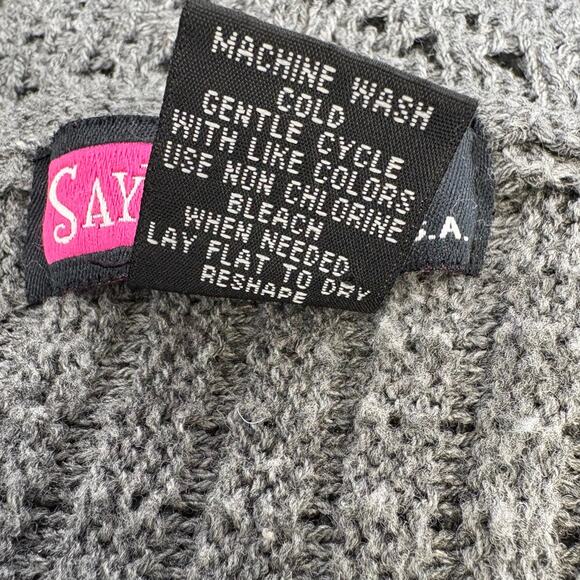 MACHINE WASH
COLD
GENTLE CYCLE
WITH LIKE COLORS
USE NON CHLORINE
BLEACH
WHEN NEEDED
LAY FLAT TO DRY
RESHAPE
SAY
S.A.